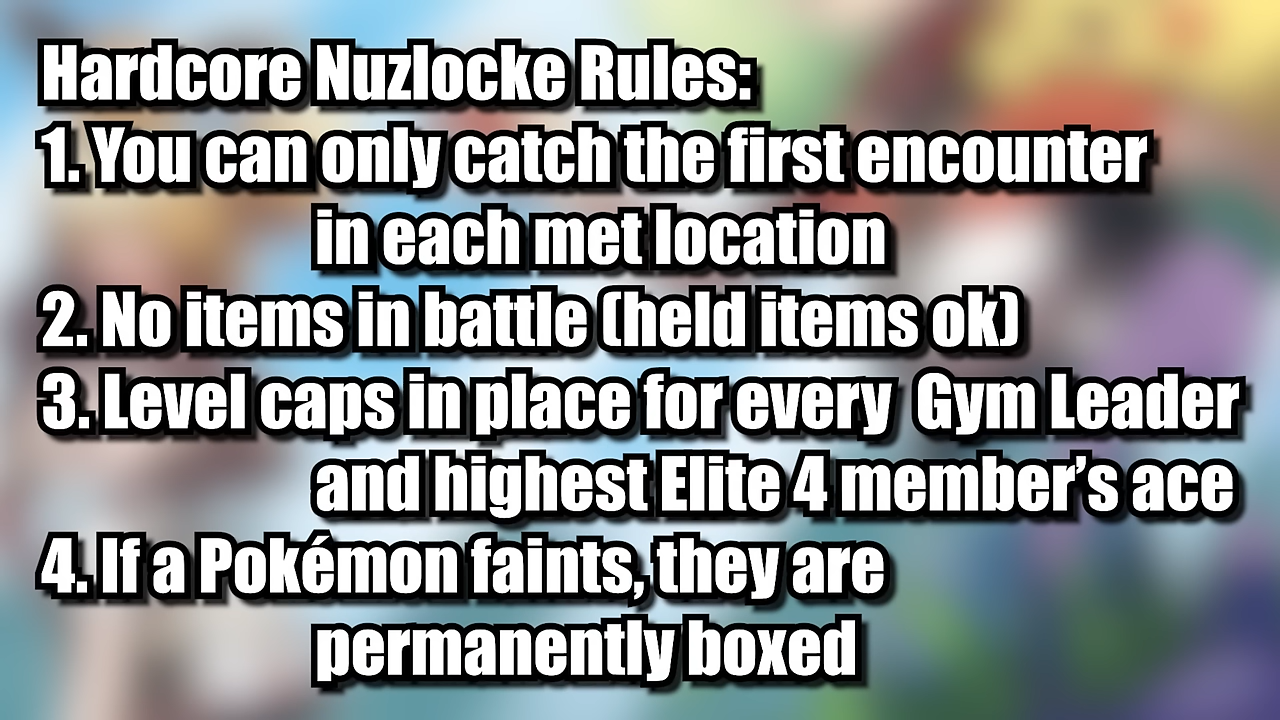 Hardcore Nuzlocke Rules:
1. You can only catch the first encounter
in each met location
2. No items in battle (held items ok)
3. Level caps in place for every  Gym Leader
and highest Elite 4 member’s ace
4. If a Pokémon faints, they are
permanently boxed